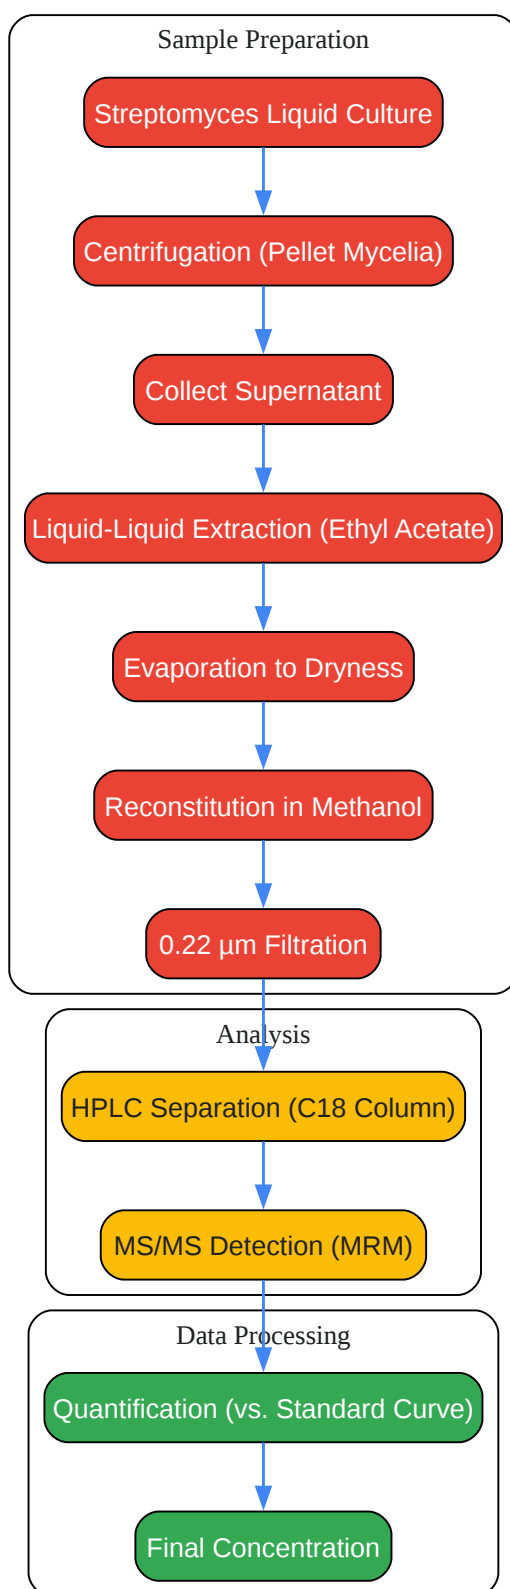 Sample Preparation
Streptomyces Liquid Culture
Centrifugation (Pellet Mycelia)
Collect Supernatant
Liquid-Liquid Extraction (Ethyl Acetate)
Evaporation to Dryness
Reconstitution in Methanol
0.22 µm Filtration
Analysis
HPLC Separation (C18 Column)
MS/MS Detection (MRM)
Data Processing
Quantification (vs. Standard Curve)
Final Concentration